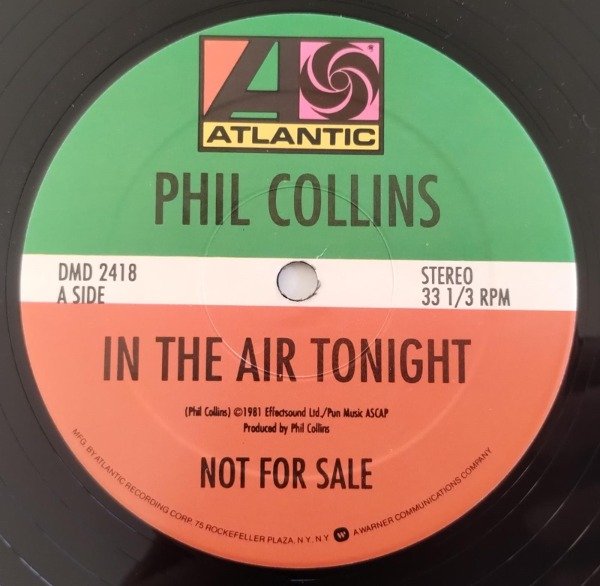 ATLANTIC
PHIL COLLINS
DMD 2418
A SIDE
STEREO
33 1/3 RPM
IN THE AIR TONIGHT
(Phil Collins) ©1981 Effectsound Ltd./Pun Music ASCAP
Produced by Phil Collins
NOT FOR SALE
MFG. BY ATLANTIC RECORDING CORP. 75 ROCKEFELLER PLAZA, N.Y. N.Y. W A WARNER COMMUNICATIONS COMPANY